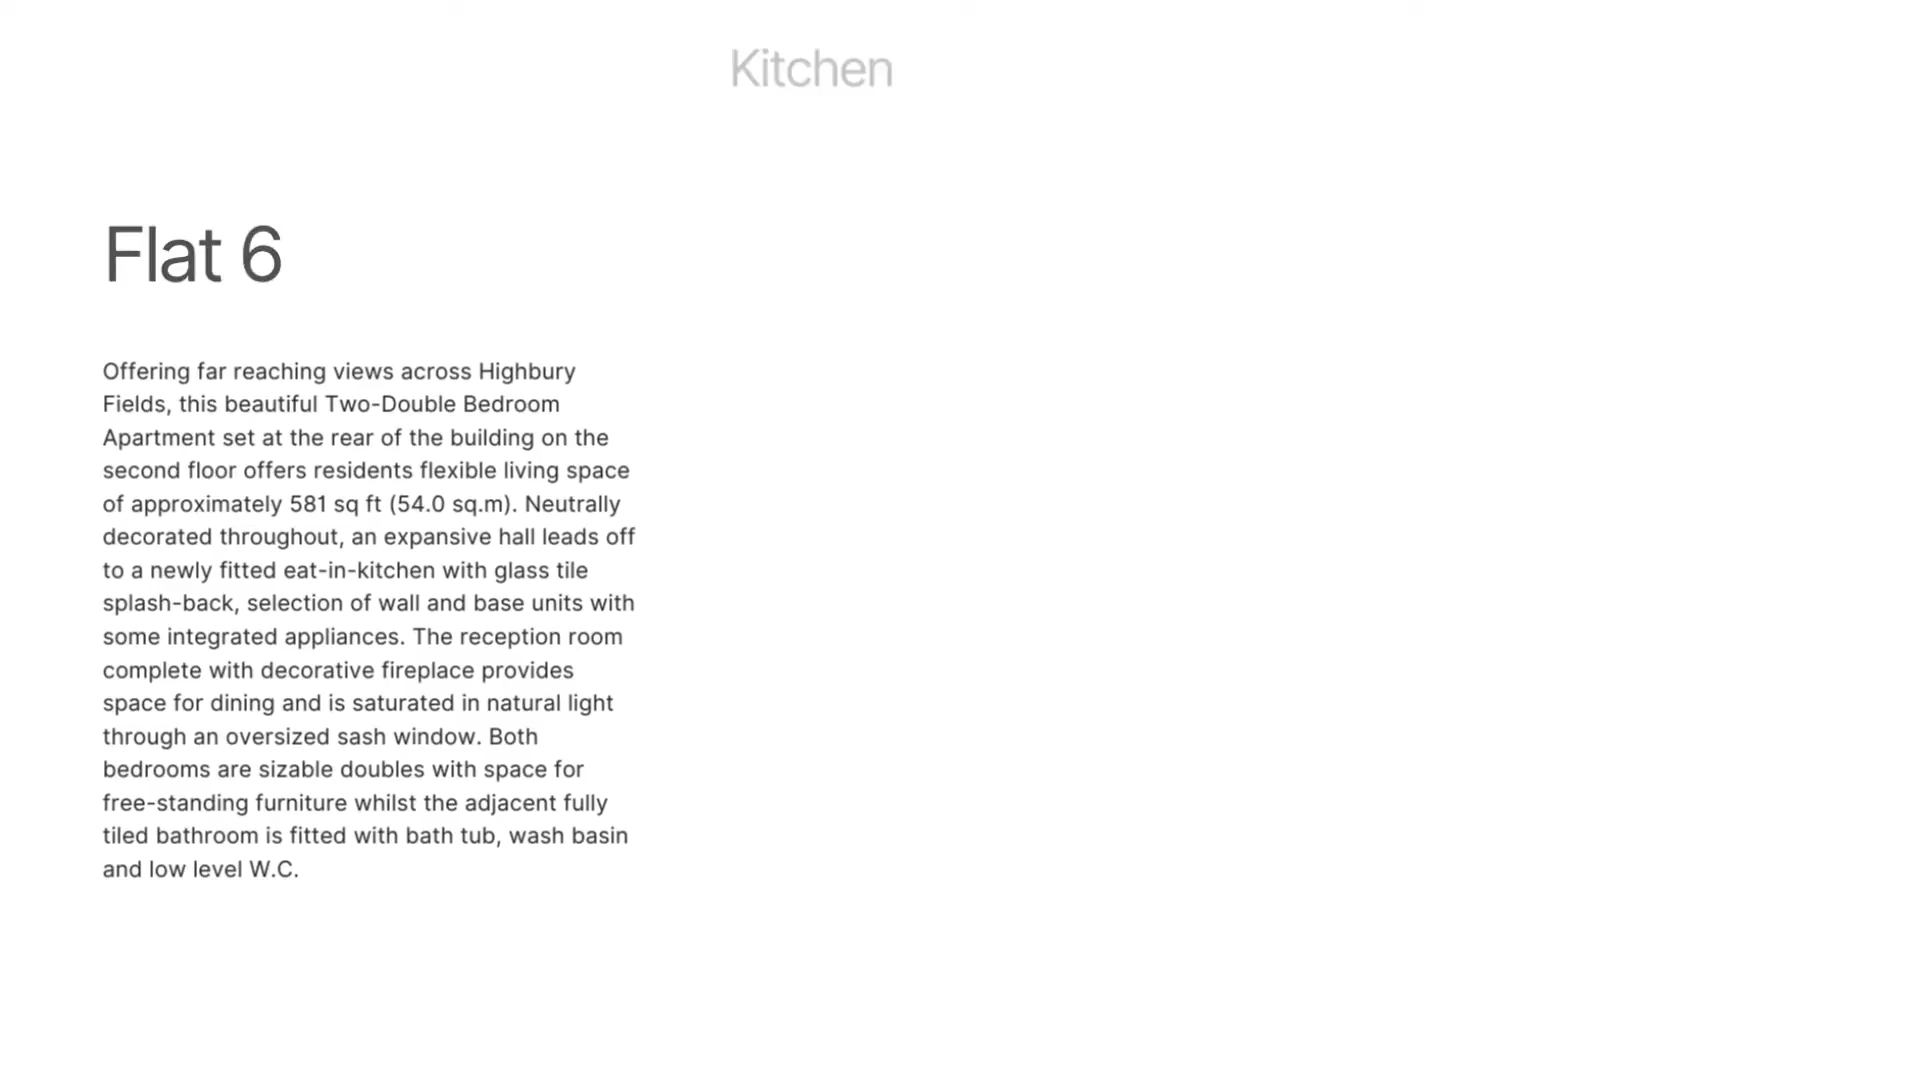 Kitchen
Flat 6
Offering far reaching views across Highbury
Fields, this beautiful Two-Double Bedroom
Apartment set at the rear of the building on the
second floor offers residents flexible living space
of approximately 581 sq ft (54.0 sq.m). Neutrally
decorated throughout, an expansive hall leads off
to a newly fitted eat-in-kitchen with glass tile
splash-back, selection of wall and base units with
some integrated appliances. The reception room
complete with decorative fireplace provides
space for dining and is saturated in natural light
through an oversized sash window. Both
bedrooms are sizable doubles with space for
free-standing furniture whilst the adjacent fully
tiled bathroom is fitted with bath tub, wash basin
and low level W.C.